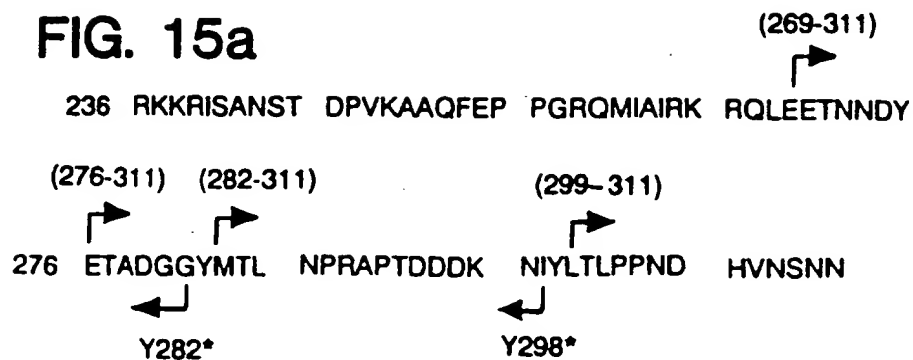 FIG. 15a
(269-311)
236 RKKRISANST DPVKAAQFEP PGRQMIAIRK RQLEETNNDY
(276-311) (282-311) (299-311)
276 ETADGGYMTL NPRAPTDDDK NIYLTLPPND HVNSNN
Y282* Y298*